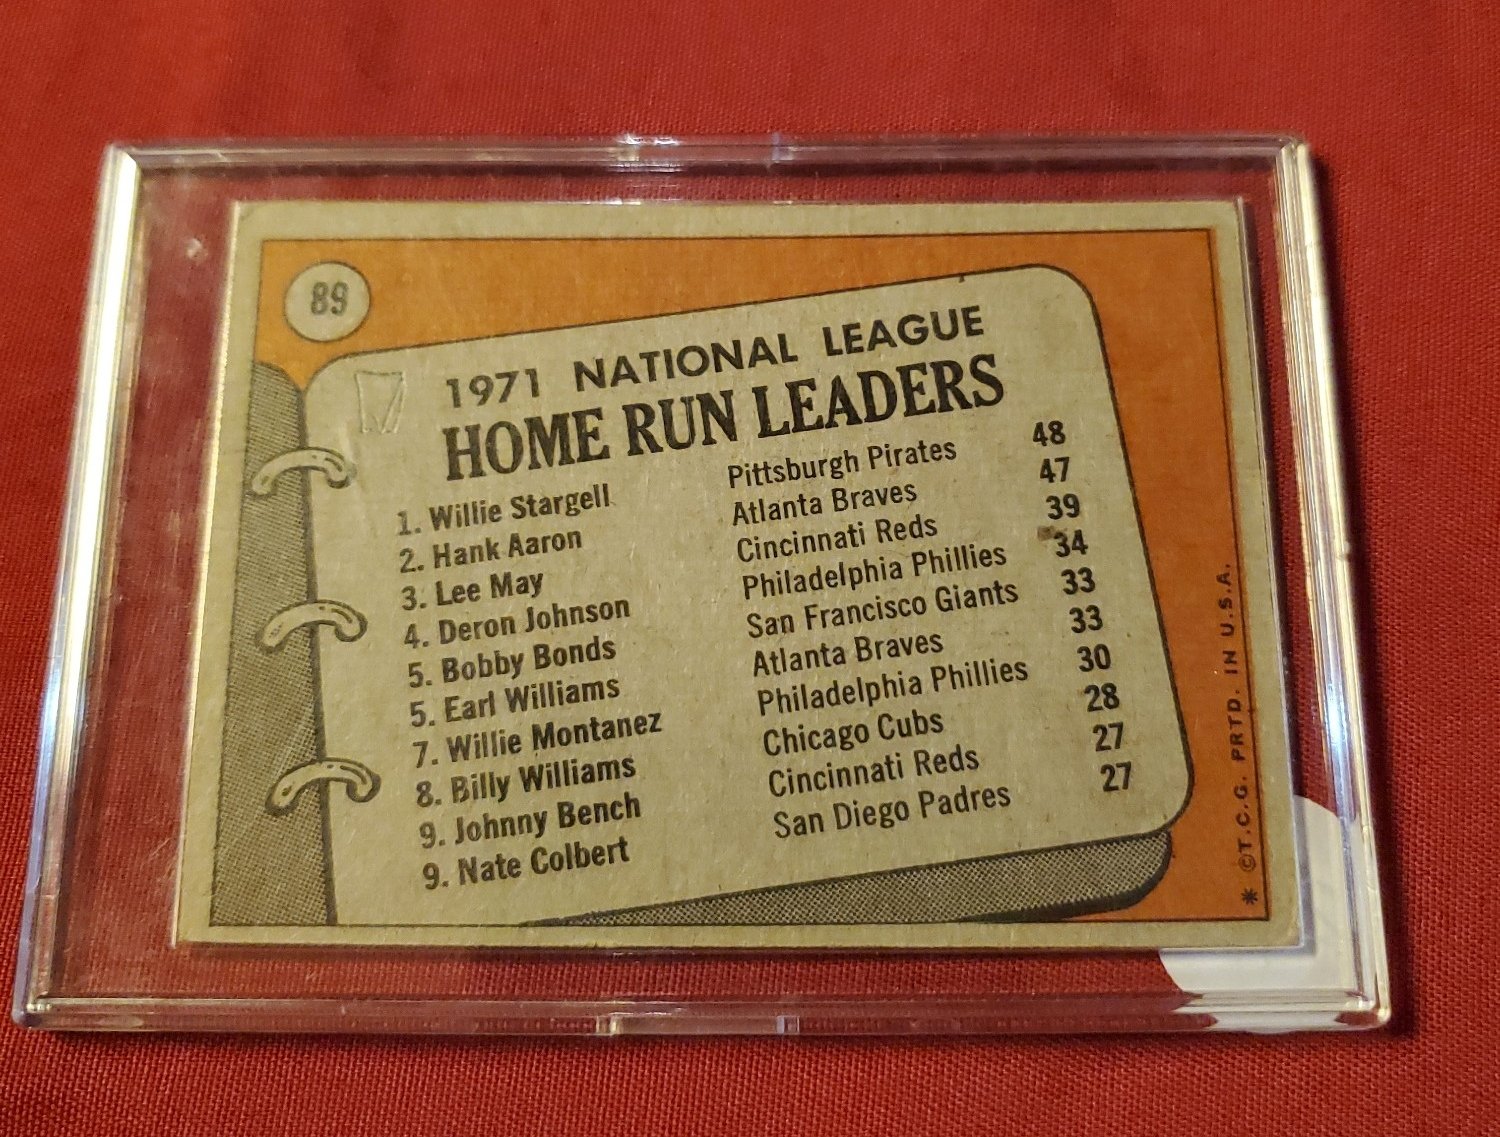 89
1971 NATIONAL LEAGUE
HOME RUN LEADERS
1. Willie Stargell Pittsburgh Pirates 48
2. Hank Aaron Atlanta Braves 47
3. Lee May Cincinnati Reds 39
4. Deron Johnson Philadelphia Phillies 34
5. Bobby Bonds San Francisco Giants 33
5. Earl Williams Atlanta Braves 33
7. Willie Montanez Philadelphia Phillies 30
8. Billy Williams Chicago Cubs 28
9. Johnny Bench Cincinnati Reds 27
9. Nate Colbert San Diego Padres 27
* ©T.C.G. PRTD. IN U.S.A.